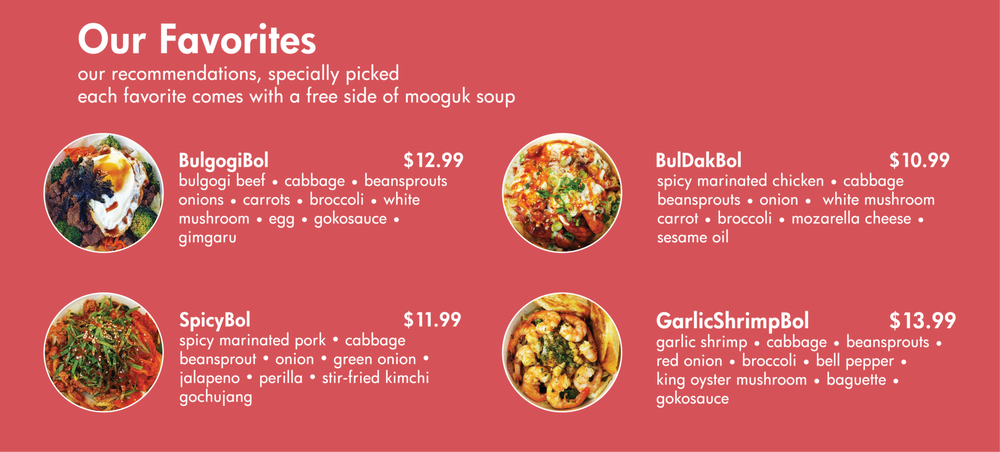 Our Favorites
our recommendations, specially picked
each favorite comes with a free side of mooguk soup
BulgogiBol $12.99
bulgogi beef • cabbage • beansprouts
onions • carrots • broccoli • white
mushroom • egg • gokosauce •
gimgaru
BulDakBol $10.99
spicy marinated chicken • cabbage
beansprouts • onion • white mushroom
carrot • broccoli • mozarella cheese •
sesame oil
SpicyBol $11.99
spicy marinated pork • cabbage
beansprout • onion • green onion •
jalapeno • perilla • stir-fried kimchi
gochujang
GarlicShrimpBol $13.99
garlic shrimp • cabbage • beansprouts •
red onion • broccoli • bell pepper •
king oyster mushroom • baguette •
gokosauce